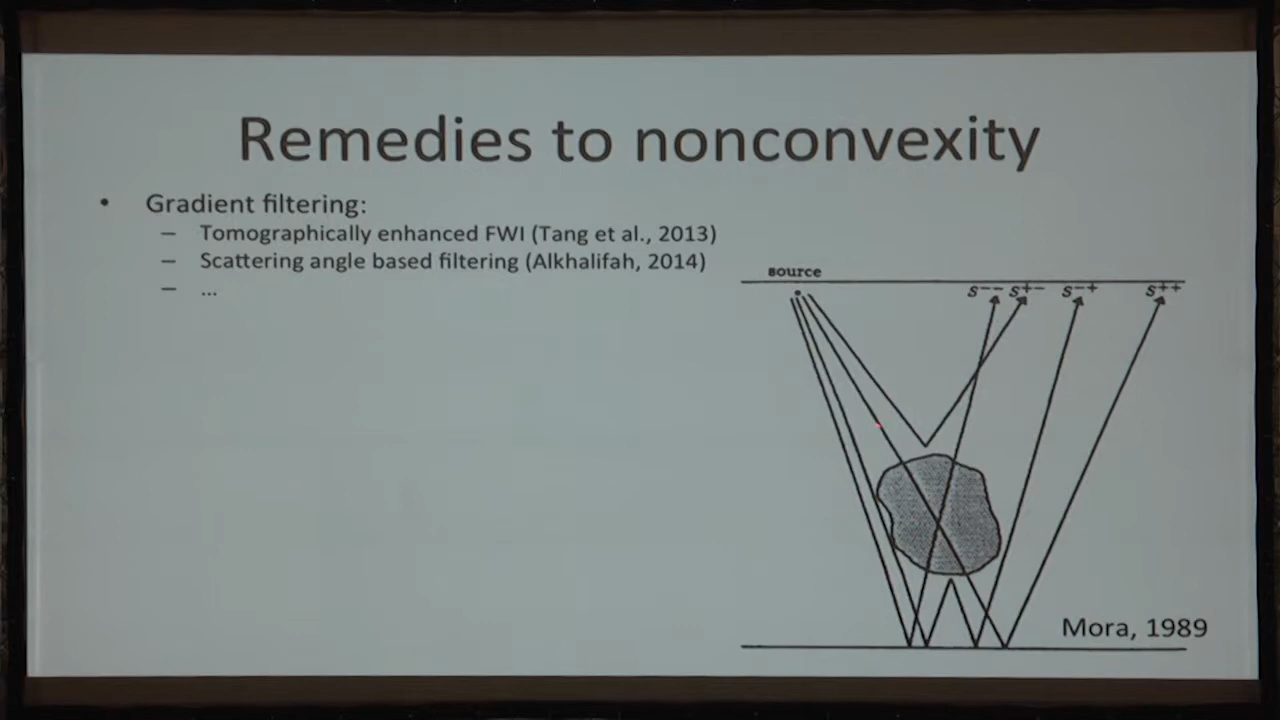 Remedies to nonconvexity
• Gradient filtering:
– Tomographically enhanced FWI (Tang et al., 2013)
– Scattering angle based filtering (Alkhalifah, 2014)
– ...
source
s−− s+− s−+ s++
Mora, 1989